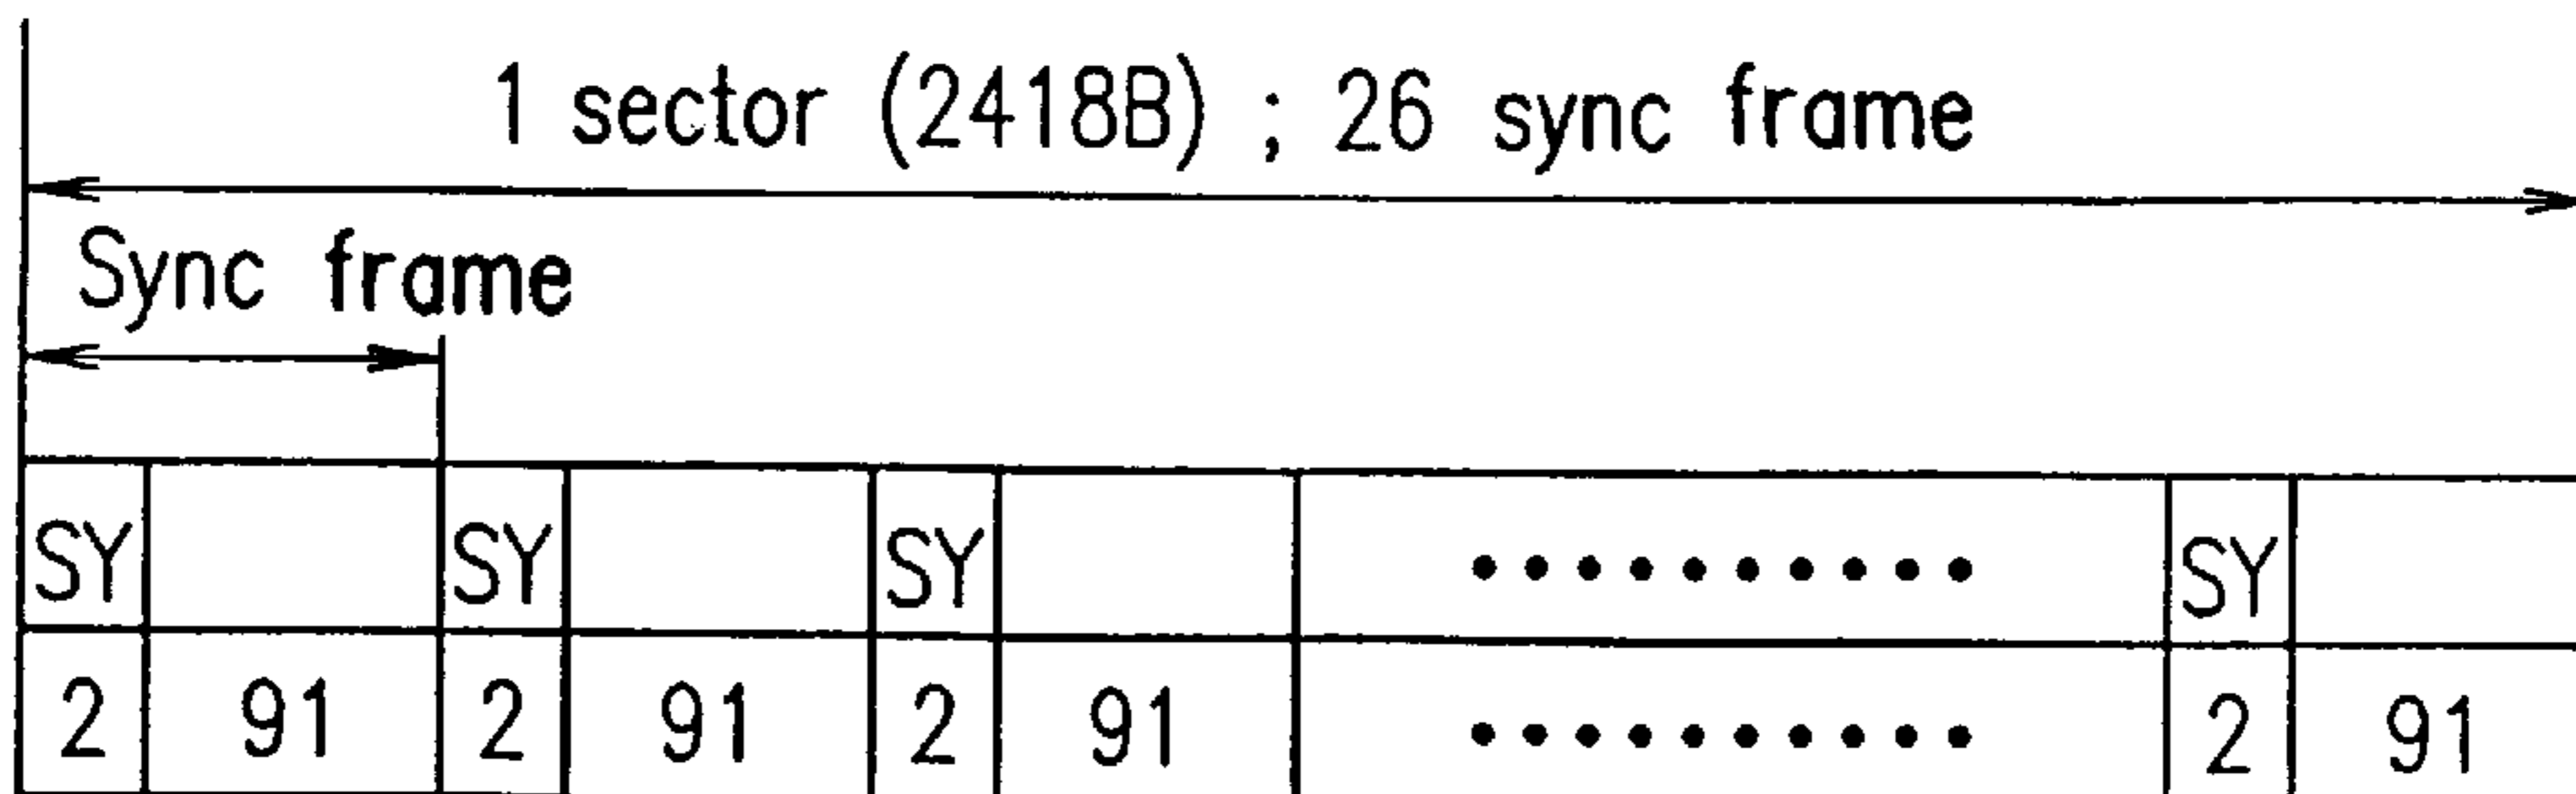 1 sector (2418B) ; 26 sync frame
Sync frame
SY SY SY •••••••••• SY
2 91 2 91 2 91 •••••••••• 2 91